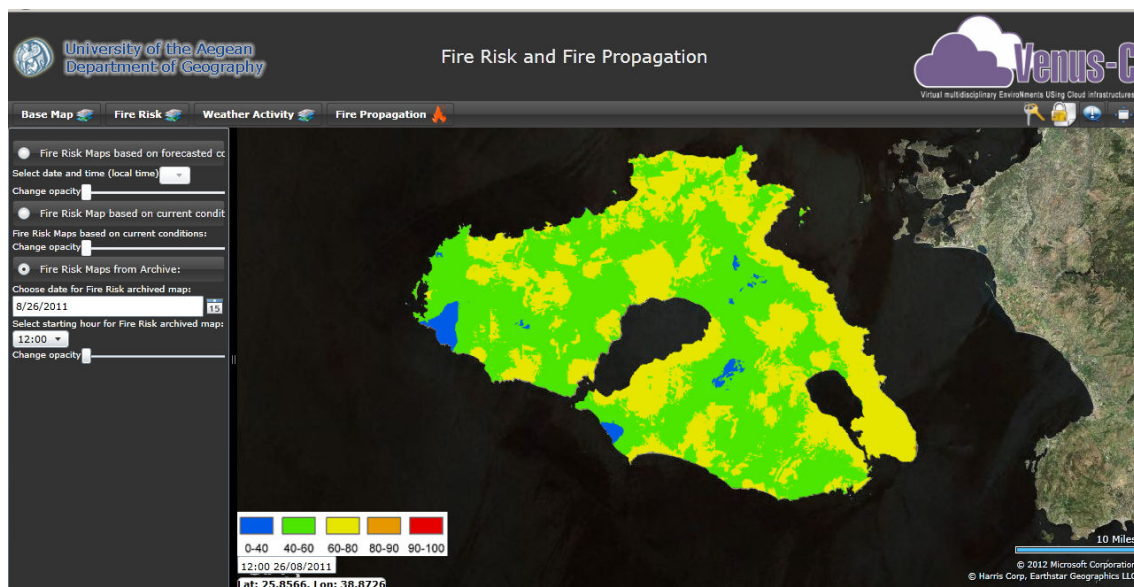 University of the Aegean
Department of Geography
Fire Risk and Fire Propagation
Venus-C
Virtual multidisciplinary EnviroNments USing Cloud infrastructures
Base Map
Fire Risk
Weather Activity
Fire Propagation
Fire Risk Maps based on forecasted co
Select date and time (local time)
Change opacity
Fire Risk Map based on current condit
Fire Risk Maps based on current conditions:
Change opacity
Fire Risk Maps from Archive:
Choose date for Fire Risk archived map:
8/26/2011
15
Select starting hour for Fire Risk archived map:
12:00
Change opacity
0-40 40-60 60-80 80-90 90-100
12:00 26/08/2011
Lat: 25.8566, Lon: 38.8726
10 Miles
© 2012 Microsoft Corporation
© Harris Corp, Earthstar Geographics LLC